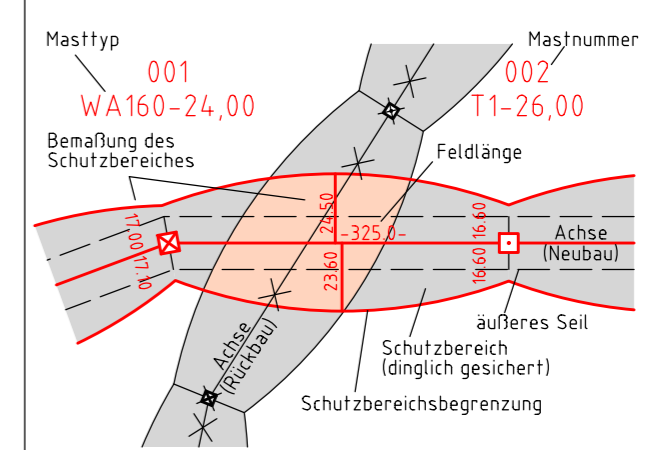 Masttyp
Mastnummer
001
WA160-24,00
002
T1-26,00
Bemaßung des
Schutzbereiches
Feldlänge
17.00
17.10
24.50
23.60
-325.0-
16.60
16.60
Achse
(Neubau)
äußeres Seil
Schutzbereich
(dinglich gesichert)
Achse
(Rückbau)
Schutzbereichsbegrenzung